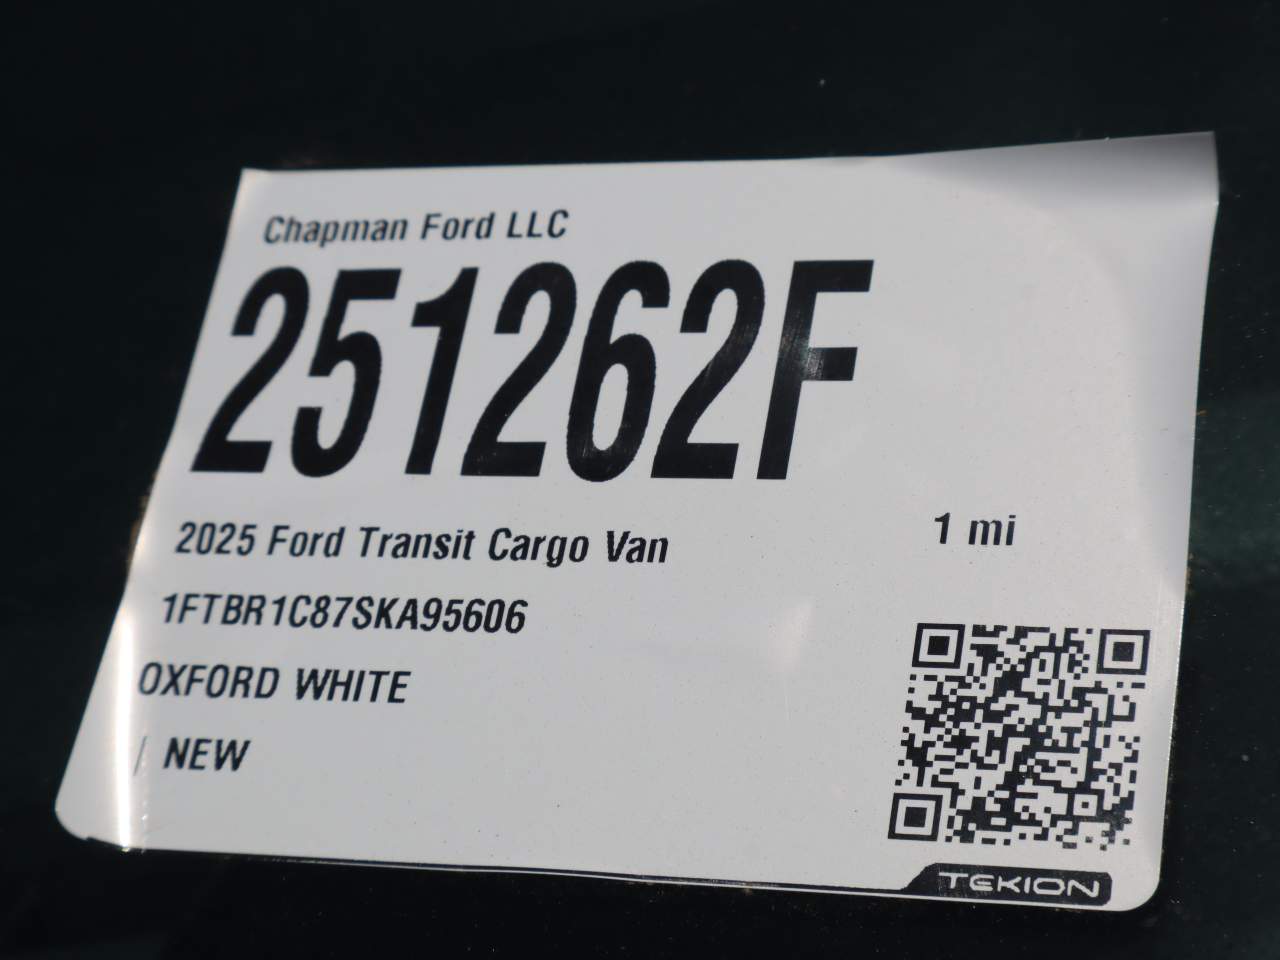 Chapman Ford LLC
251262F
2025 Ford Transit Cargo Van
1 mi
1FTBR1C87SKA95606
OXFORD WHITE
/ NEW
TEKION